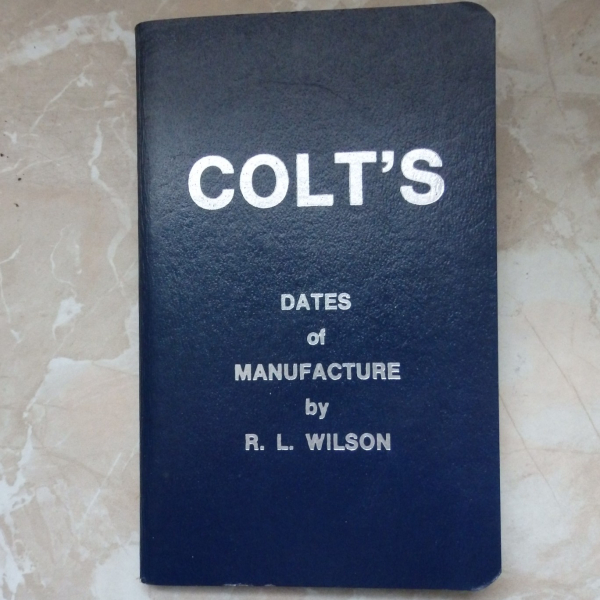 COLT'S
DATES
of
MANUFACTURE
by
R. L. WILSON